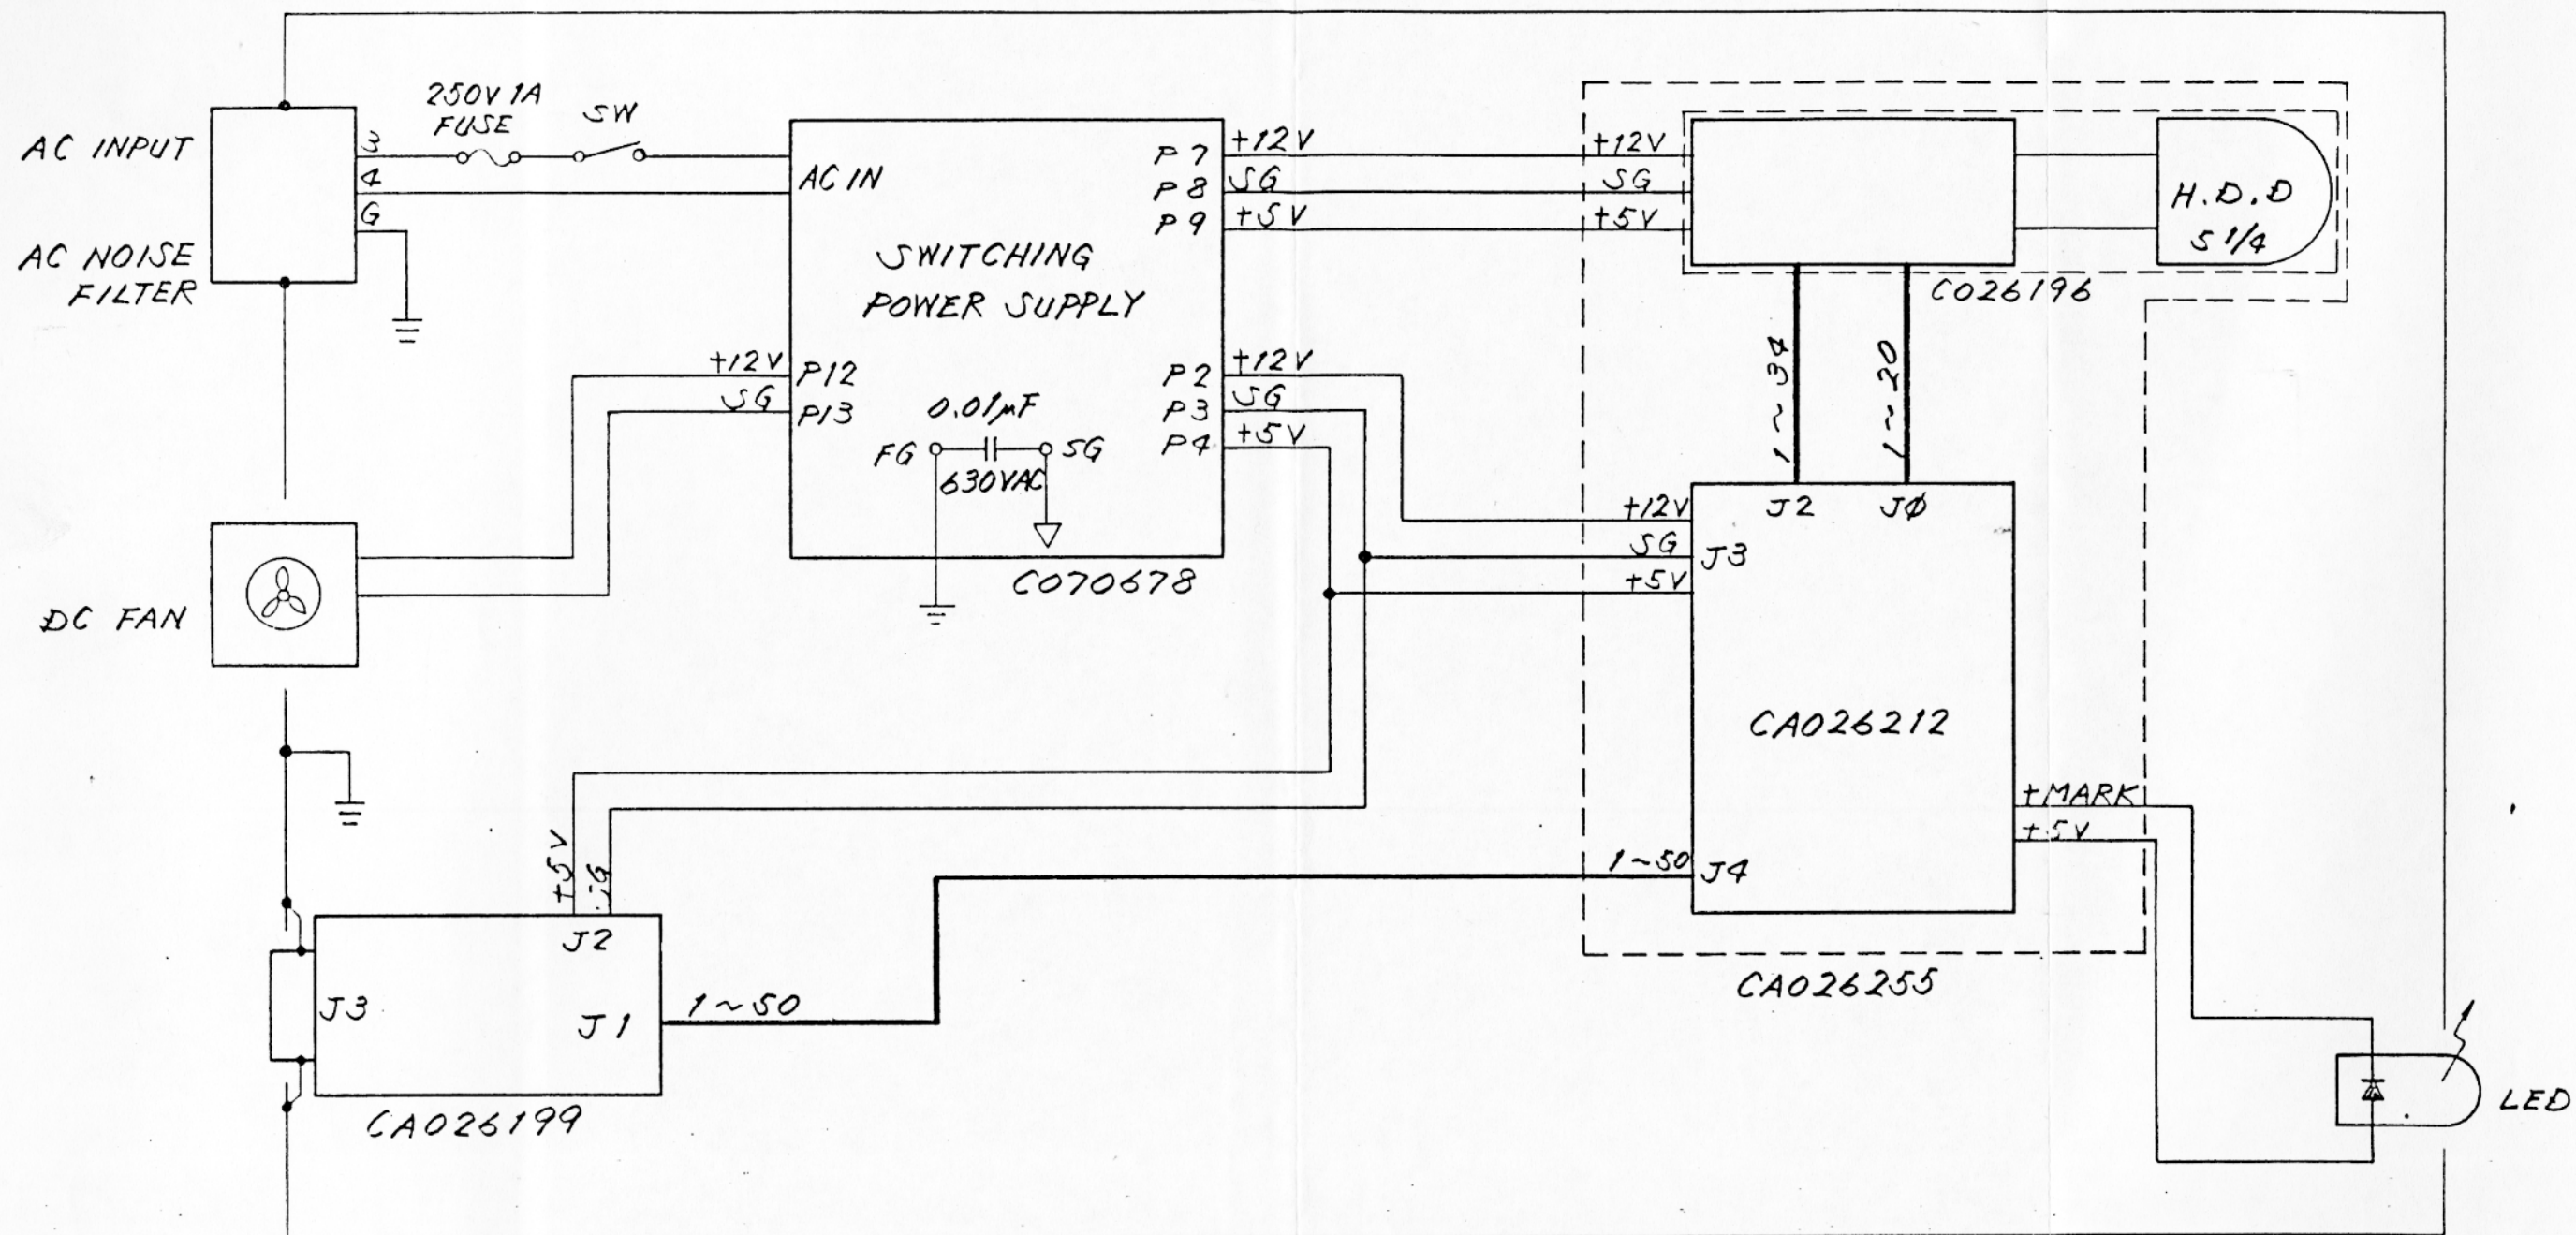 AC INPUT
AC NOISE
FILTER
3
4
G
250V 1A
FUSE
SW
AC IN
SWITCHING
POWER SUPPLY
P7
P8
P9
+12V
SG
+5V
+12V
SG
+5V
H.D.D
5 1/4
C026196
+12V
SG
P12
P13
0.01µF
FG
SG
630VAC
P2
P3
P4
+12V
SG
+5V
C070678
1~34
1~20
J2
JØ
+12V
SG
+5V
J3
CA026212
DC FAN
+MARK
+5V
1~50
J4
CA026255
+5V
SG
J2
J3
J1
1~50
CA026199
LED